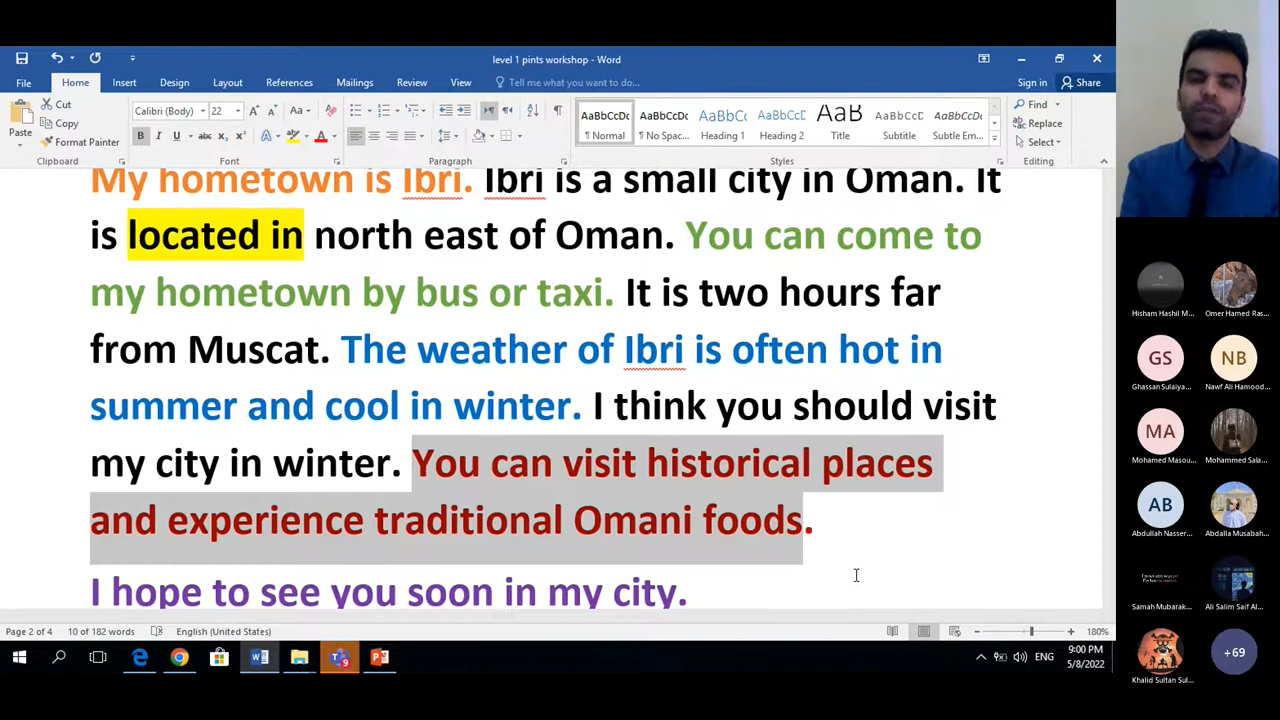 level 1 pints workshop - Word
File Home Insert Design Layout References Mailings Review View Tell me what you want to do... Sign in Share
Paste Cut Calibri (Body) 22 Find
Copy Replace
Format Painter Select
AaBbCcDc AaBbCcDc AaBbCc AaBbCcC AaB AaBbCcD AaBbCcDc
¶ Normal ¶ No Spac... Heading 1 Heading 2 Title Subtitle Subtle Em...
Clipboard Font Paragraph Styles Editing
My hometown is Ibri. Ibri is a small city in Oman. It
is located in north east of Oman. You can come to
my hometown by bus or taxi. It is two hours far
from Muscat. The weather of Ibri is often hot in
summer and cool in winter. I think you should visit
my city in winter. You can visit historical places
and experience traditional Omani foods.
I hope to see you soon in my city.
Page 2 of 4 10 of 182 words English (United States) 180%
ENG 9:00 PM
5/8/2022
Hisham Hashil M... Omer Hamed Ras...
GS NB
Ghassan Sulaiya... Nawf Ali Hamood...
MA
Mohamed Masou... Mohammed Sala...
AB
Abdullah Nasser... Abdalla Musabah...
Samah Mubarak... Ali Salim Saif Al...
+69
Khalid Sultan Sul...